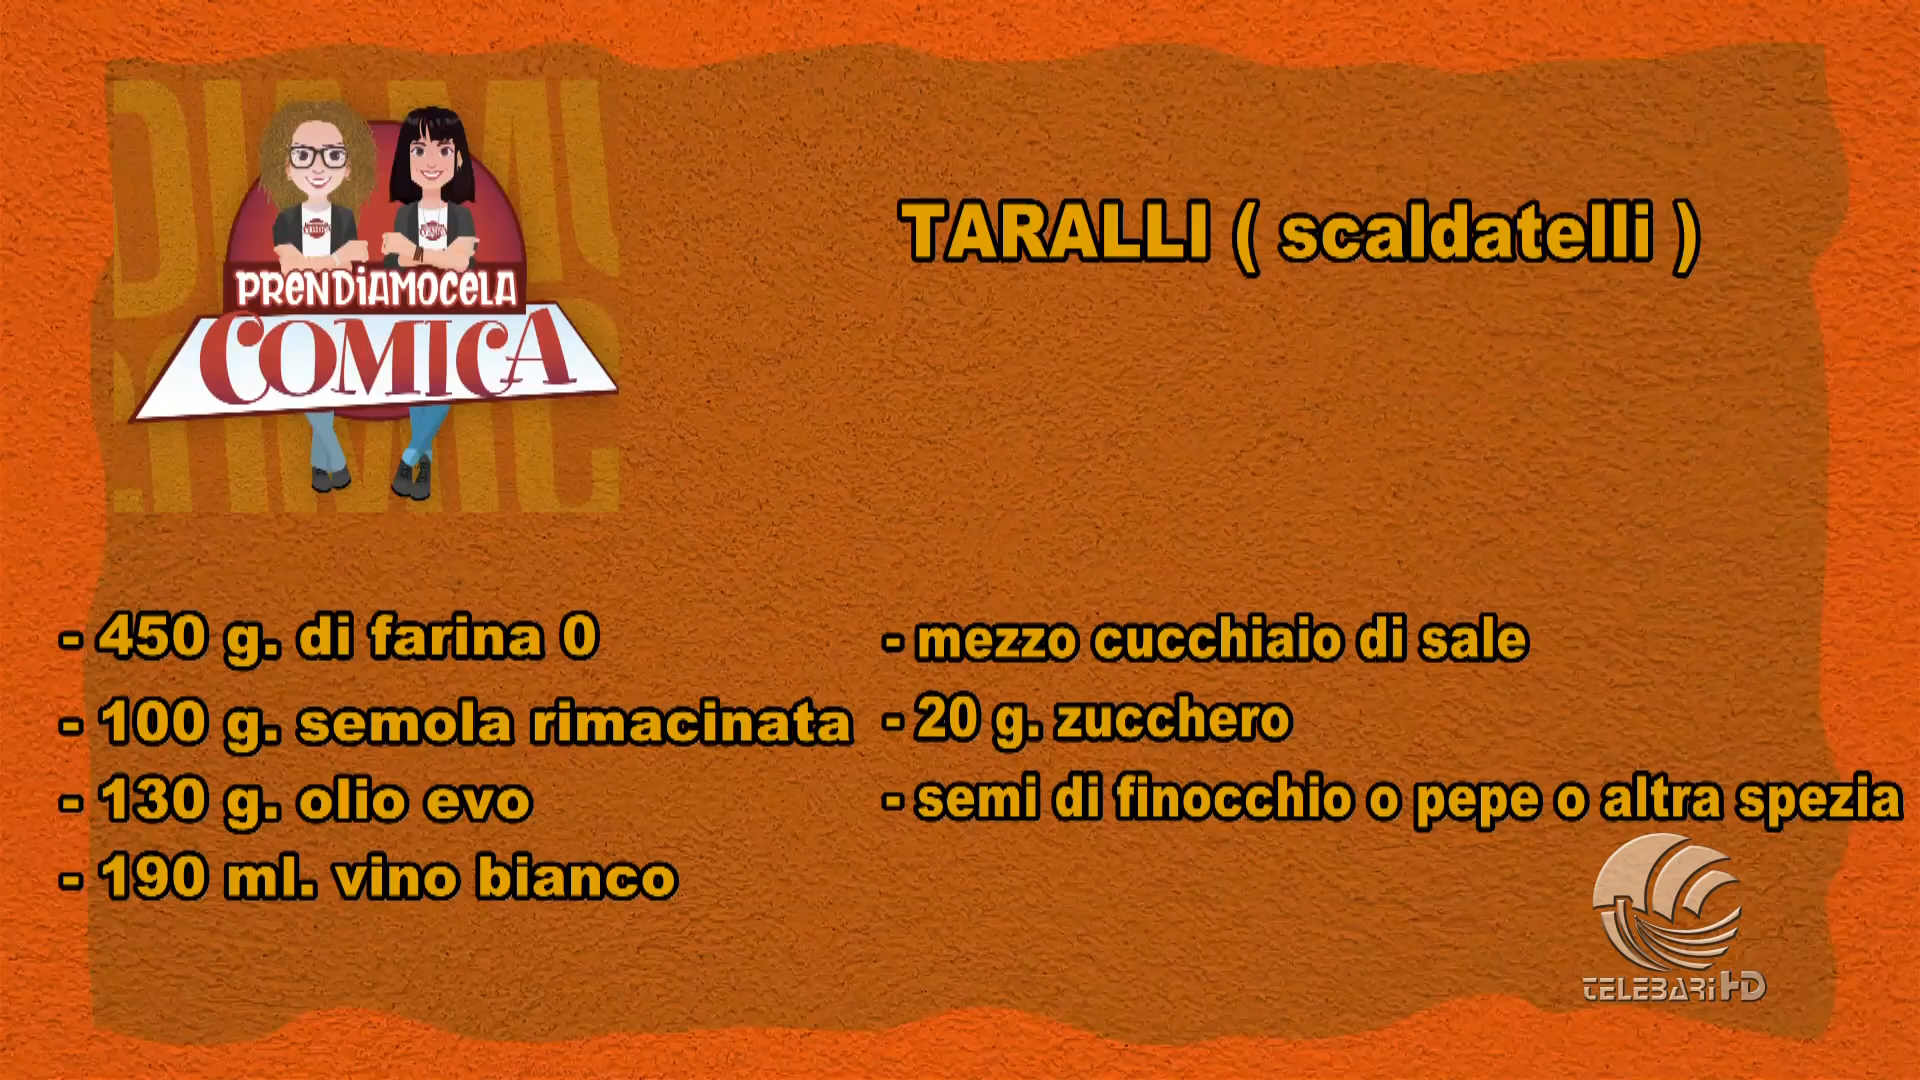 PRENDIAMOCELA
COMICA
TARALLI ( scaldatelli )
- 450 g. di farina 0
- 100 g. semola rimacinata
- 130 g. olio evo
- 190 ml. vino bianco
- mezzo cucchiaio di sale
- 20 g. zucchero
- semi di finocchio o pepe o altra spezia
TELEBARI HD